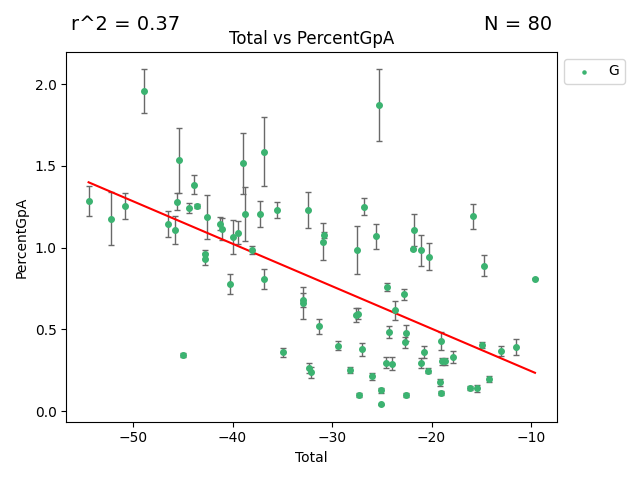 r^2 = 0.37
N = 80
Total vs PercentGpA
G
2.0
1.5
1.0
0.5
0.0
PercentGpA
−50
−40
−30
−20
−10
Total